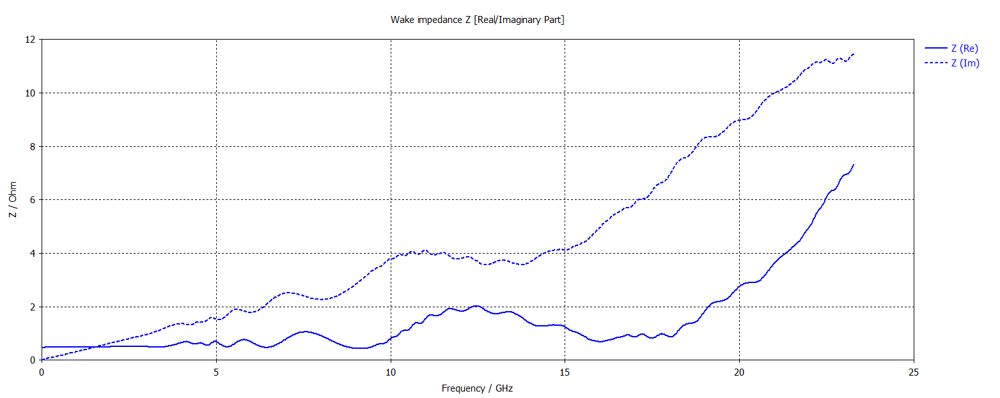 Wake impedance Z [Real/Imaginary Part]
12
10
8
6
4
2
0
Z / Ohm
0 5 10 15 20 25
Frequency / GHz
Z (Re)
Z (Im)